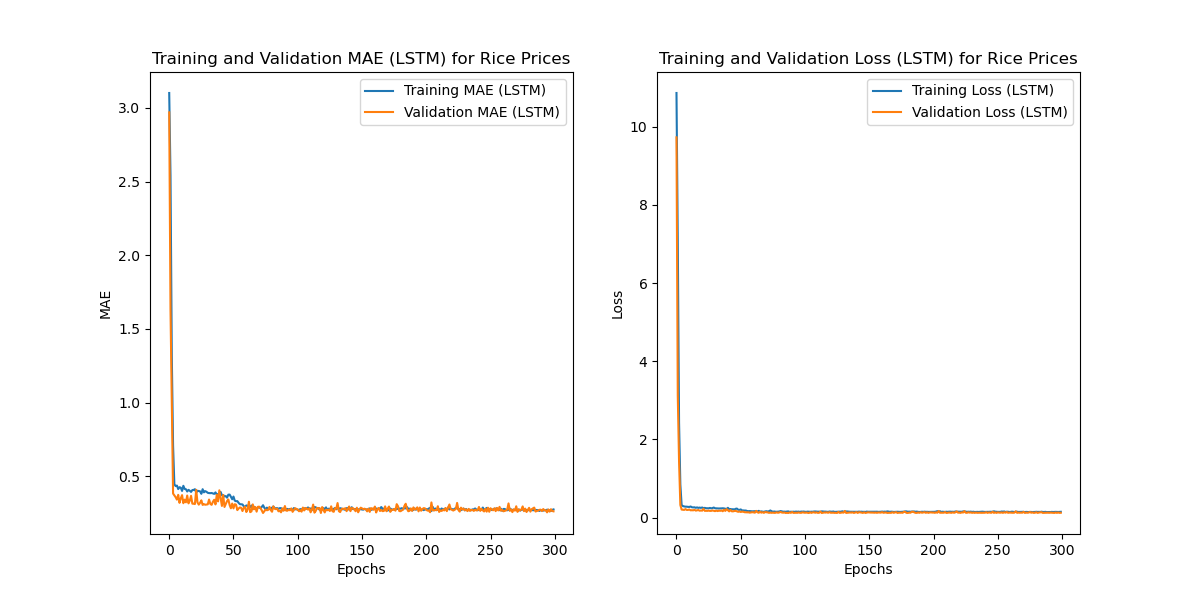 Training and Validation MAE (LSTM) for Rice Prices
Training MAE (LSTM)
Validation MAE (LSTM)
3.0
2.5
2.0
1.5
1.0
0.5
MAE
0
50
100
150
200
250
300
Epochs
Training and Validation Loss (LSTM) for Rice Prices
Training Loss (LSTM)
Validation Loss (LSTM)
10
8
6
4
2
0
Loss
0
50
100
150
200
250
300
Epochs